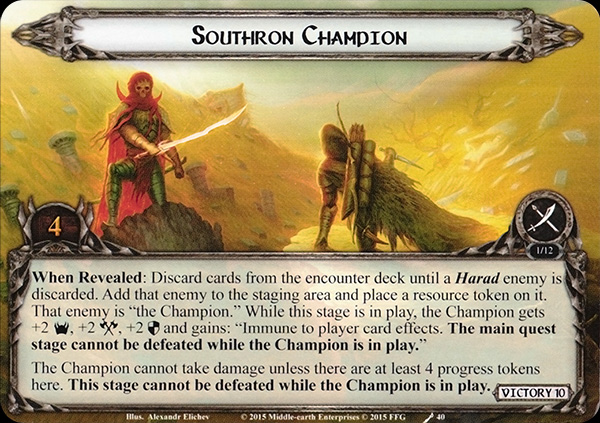 Southron Champion
4
1/12
When Revealed: Discard cards from the encounter deck until a Harad enemy is
discarded. Add that enemy to the staging area and place a resource token on it.
That enemy is “the Champion.” While this stage is in play, the Champion gets
+2 , +2 , +2 and gains: “Immune to player card effects. The main quest
stage cannot be defeated while the Champion is in play.”
The Champion cannot take damage unless there are at least 4 progress tokens
here. This stage cannot be defeated while the Champion is in play.
Victory 10
Illus. Alexandr Elichev © 2015 Middle-earth Enterprises © 2015 FFG 40